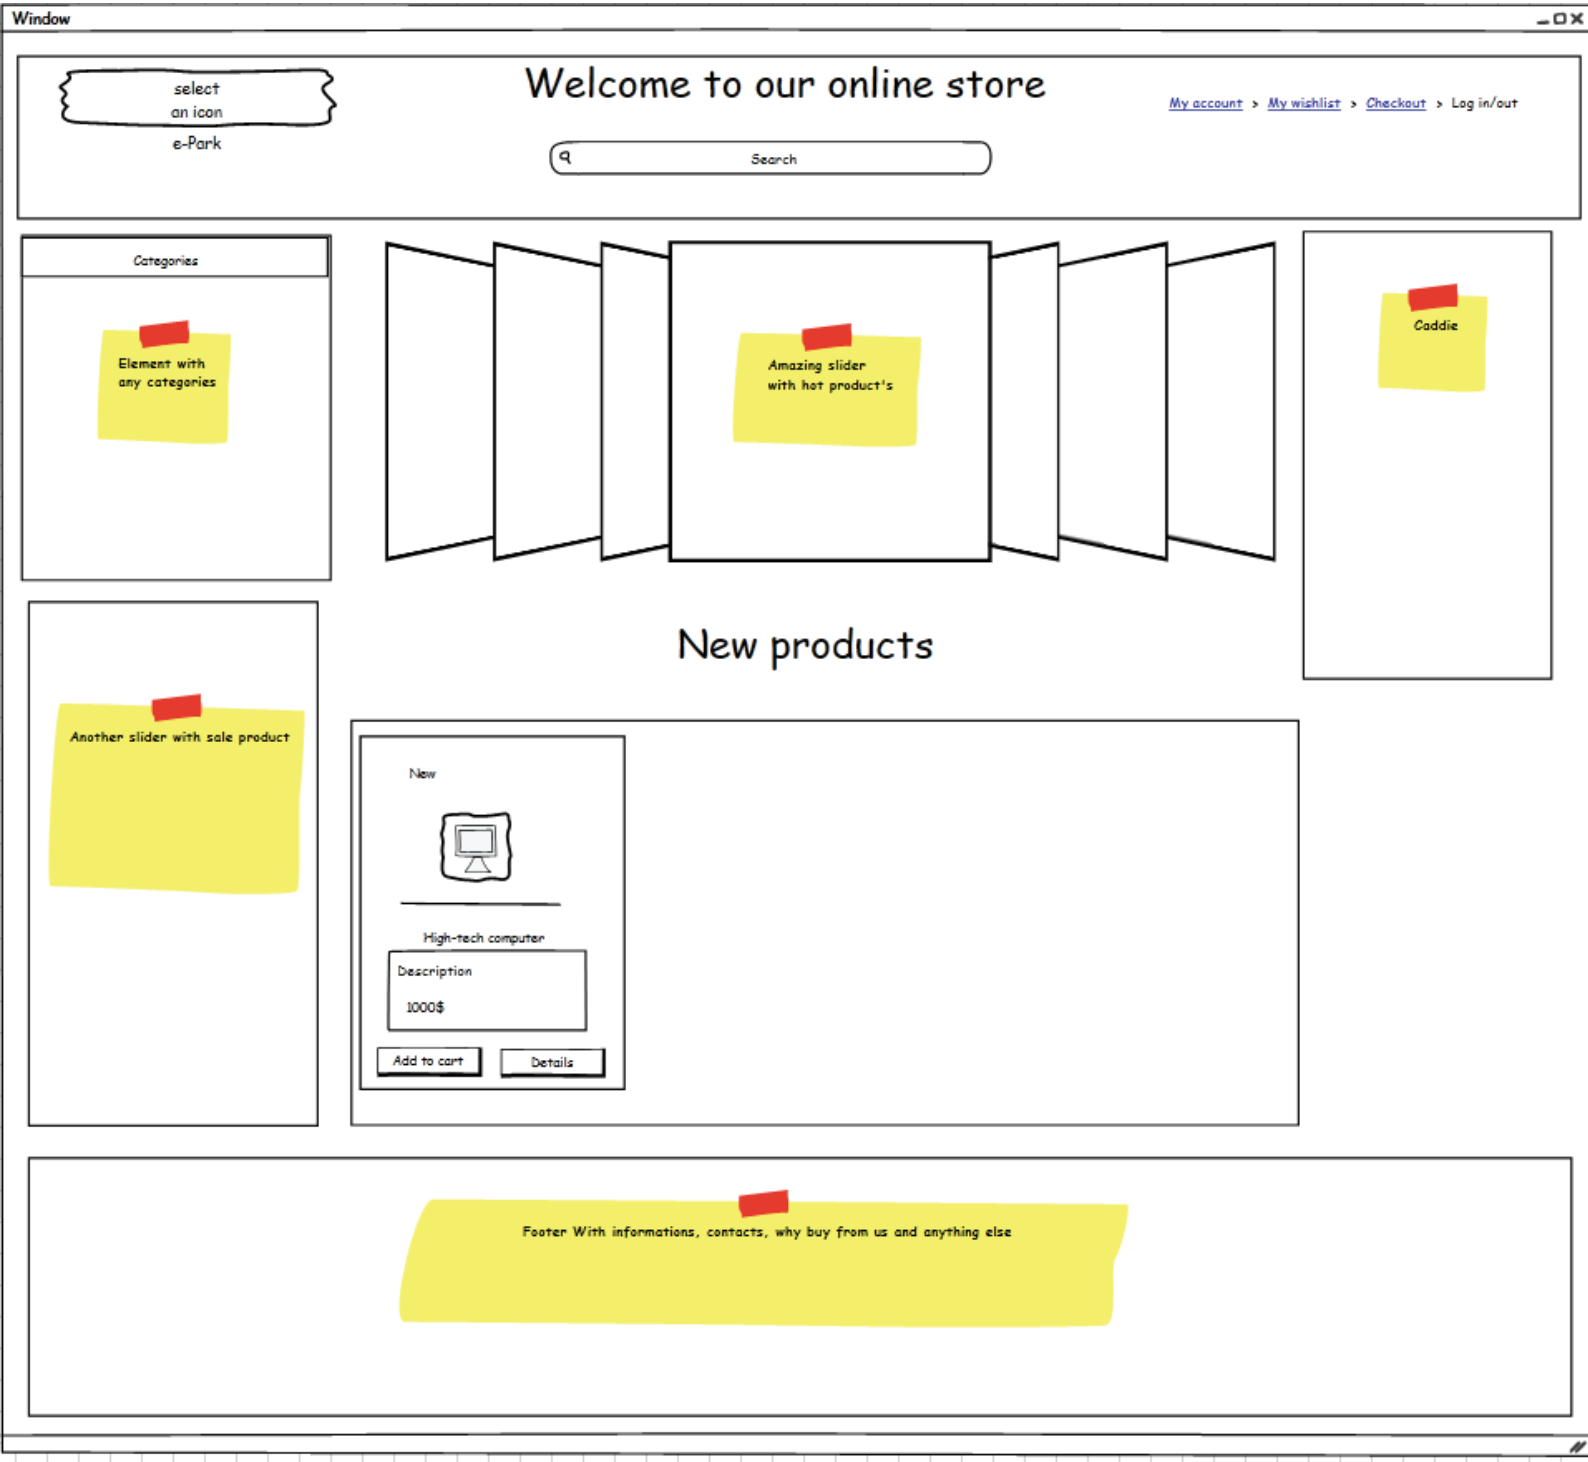 Window
select
an icon
e-Park
Welcome to our online store
Search
My account > My wishlist > Checkout > Log in/out
Categories
Element with
any categories
Amazing slider
with hot product's
Caddie
New products
Another slider with sale product
New
High-tech computer
Description
1000$
Add to cart
Details
Footer With informations, contacts, why buy from us and anything else